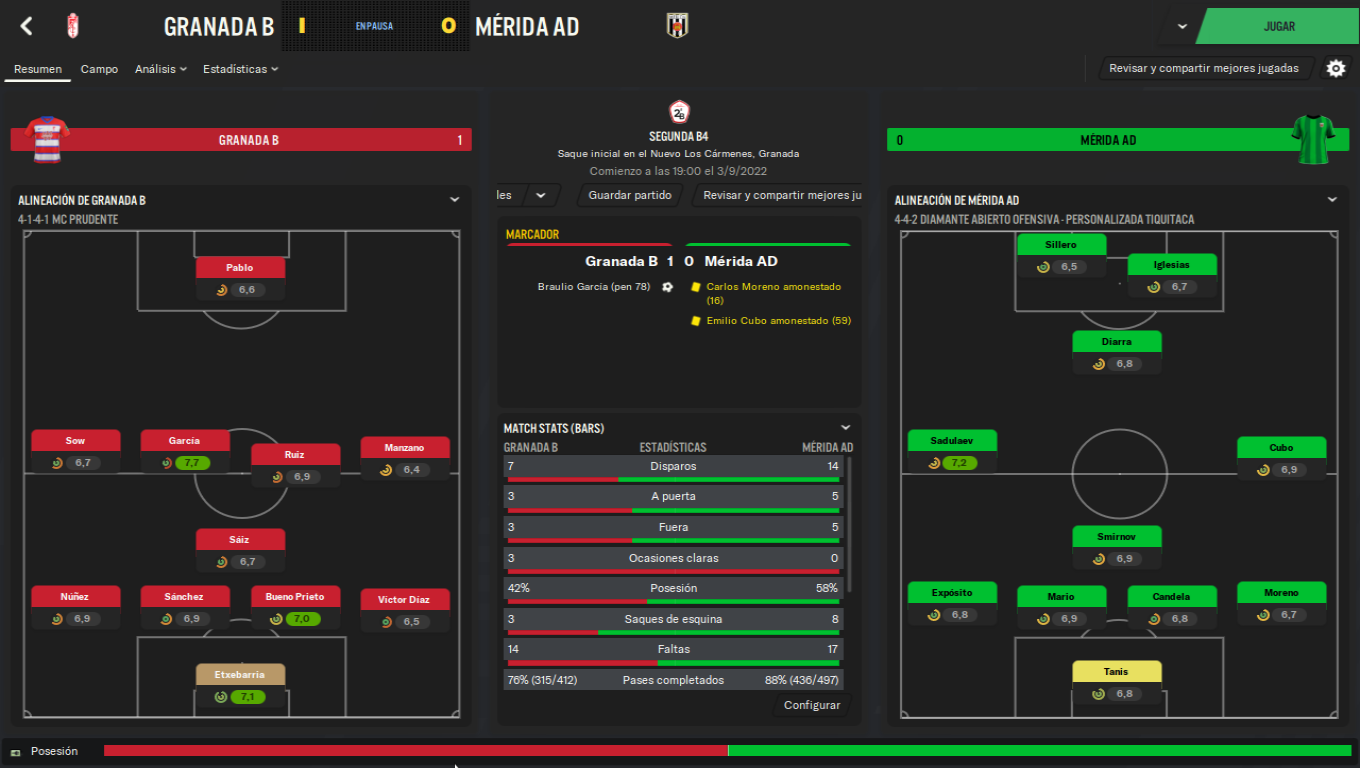 GRANADA B
1
EN PAUSA
0
MÉRIDA AD
JUGAR
Resumen
Campo
Análisis
Estadísticas
Revisar y compartir mejores jugadas
GRANADA B
1
ALINEACIÓN DE GRANADA B
4-1-4-1 MC PRUDENTE
Pablo
6,6
Sow
6,7
García
7,7
Ruiz
6,9
Manzano
6,4
Sáiz
6,7
Núñez
6,9
Sánchez
6,9
Bueno Prieto
7,0
Víctor Díaz
6,5
Etxebarria
7,1
2ªB
SEGUNDA B4
Saque inicial en el Nuevo Los Cármenes, Granada
Comienzo a las 19:00 el 3/9/2022
les
Guardar partido
Revisar y compartir mejores ju
MARCADOR
Granada B 1 0 Mérida AD
Braulio García (pen 78)
Carlos Moreno amonestado
(16)
Emilio Cubo amonestado (59)
MATCH STATS (BARS)
GRANADA B ESTADÍSTICAS MÉRIDA AD
7 Disparos 14
3 A puerta 5
3 Fuera 5
3 Ocasiones claras 0
42% Posesión 58%
3 Saques de esquina 8
14 Faltas 17
76% (315/412) Pases completados 88% (436/497)
Configurar
0
MÉRIDA AD
ALINEACIÓN DE MÉRIDA AD
4-4-2 DIAMANTE ABIERTO OFENSIVA - PERSONALIZADA TIQUITACA
Sillero
6,5
Iglesias
6,7
Diarra
6,8
Sadulaev
7,2
Cubo
6,9
Smirnov
6,9
Expósito
6,8
Mario
6,9
Candela
6,8
Moreno
6,7
Tanis
6,8
Posesión